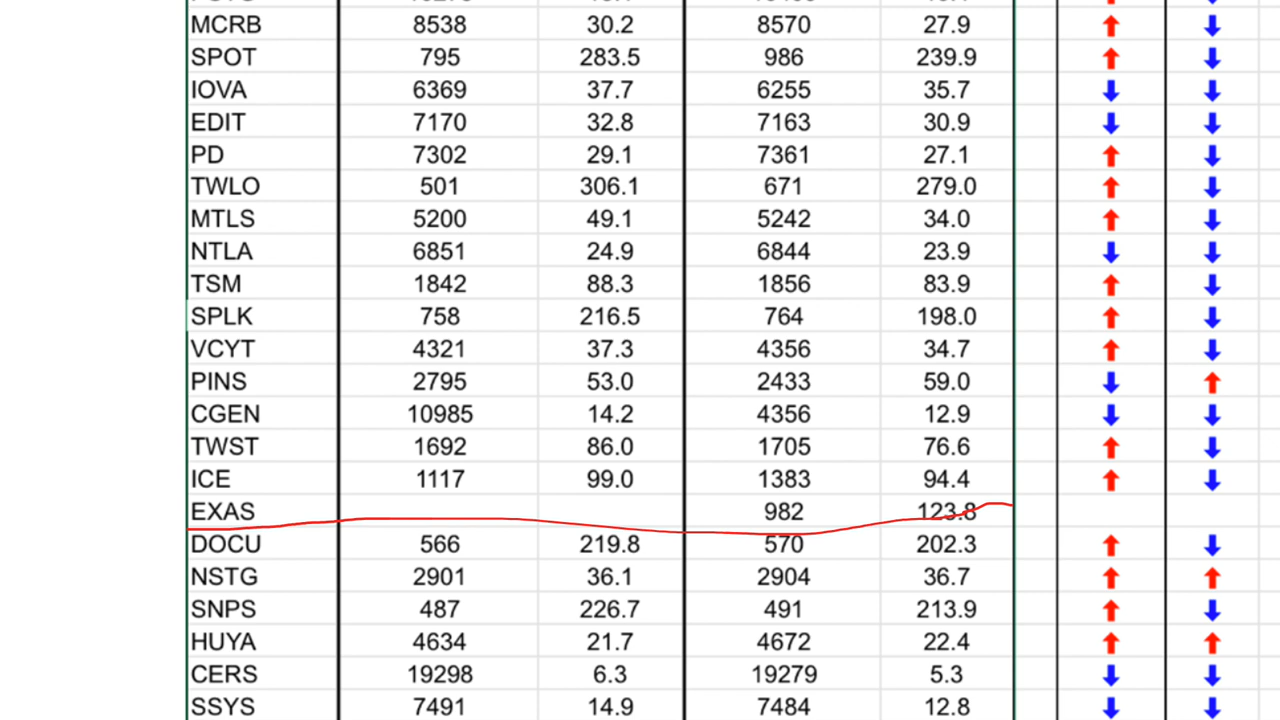 MCRB 8538 30.2 8570 27.9
SPOT 795 283.5 986 239.9
IOVA 6369 37.7 6255 35.7
EDIT 7170 32.8 7163 30.9
PD 7302 29.1 7361 27.1
TWLO 501 306.1 671 279.0
MTLS 5200 49.1 5242 34.0
NTLA 6851 24.9 6844 23.9
TSM 1842 88.3 1856 83.9
SPLK 758 216.5 764 198.0
VCYT 4321 37.3 4356 34.7
PINS 2795 53.0 2433 59.0
CGEN 10985 14.2 4356 12.9
TWST 1692 86.0 1705 76.6
ICE 1117 99.0 1383 94.4
EXAS 982 123.8
DOCU 566 219.8 570 202.3
NSTG 2901 36.1 2904 36.7
SNPS 487 226.7 491 213.9
HUYA 4634 21.7 4672 22.4
CERS 19298 6.3 19279 5.3
SSYS 7491 14.9 7484 12.8